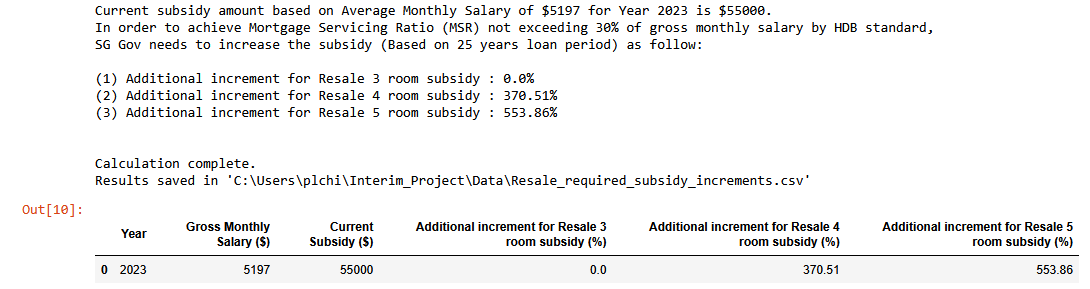 Current subsidy amount based on Average Monthly Salary of $5197 for Year 2023 is $55000.
In order to achieve Mortgage Servicing Ratio (MSR) not exceeding 30% of gross monthly salary by HDB standard,
SG Gov needs to increase the subsidy (Based on 25 years loan period) as follow:
(1) Additional increment for Resale 3 room subsidy : 0.0%
(2) Additional increment for Resale 4 room subsidy : 370.51%
(3) Additional increment for Resale 5 room subsidy : 553.86%
Calculation complete.
Results saved in 'C:\Users\plchi\Interim_Project\Data\Resale_required_subsidy_increments.csv'
Out[10]:
Year Gross Monthly Salary ($) Current Subsidy ($) Additional increment for Resale 3 room subsidy (%) Additional increment for Resale 4 room subsidy (%) Additional increment for Resale 5 room subsidy (%)
0 2023 5197 55000 0.0 370.51 553.86